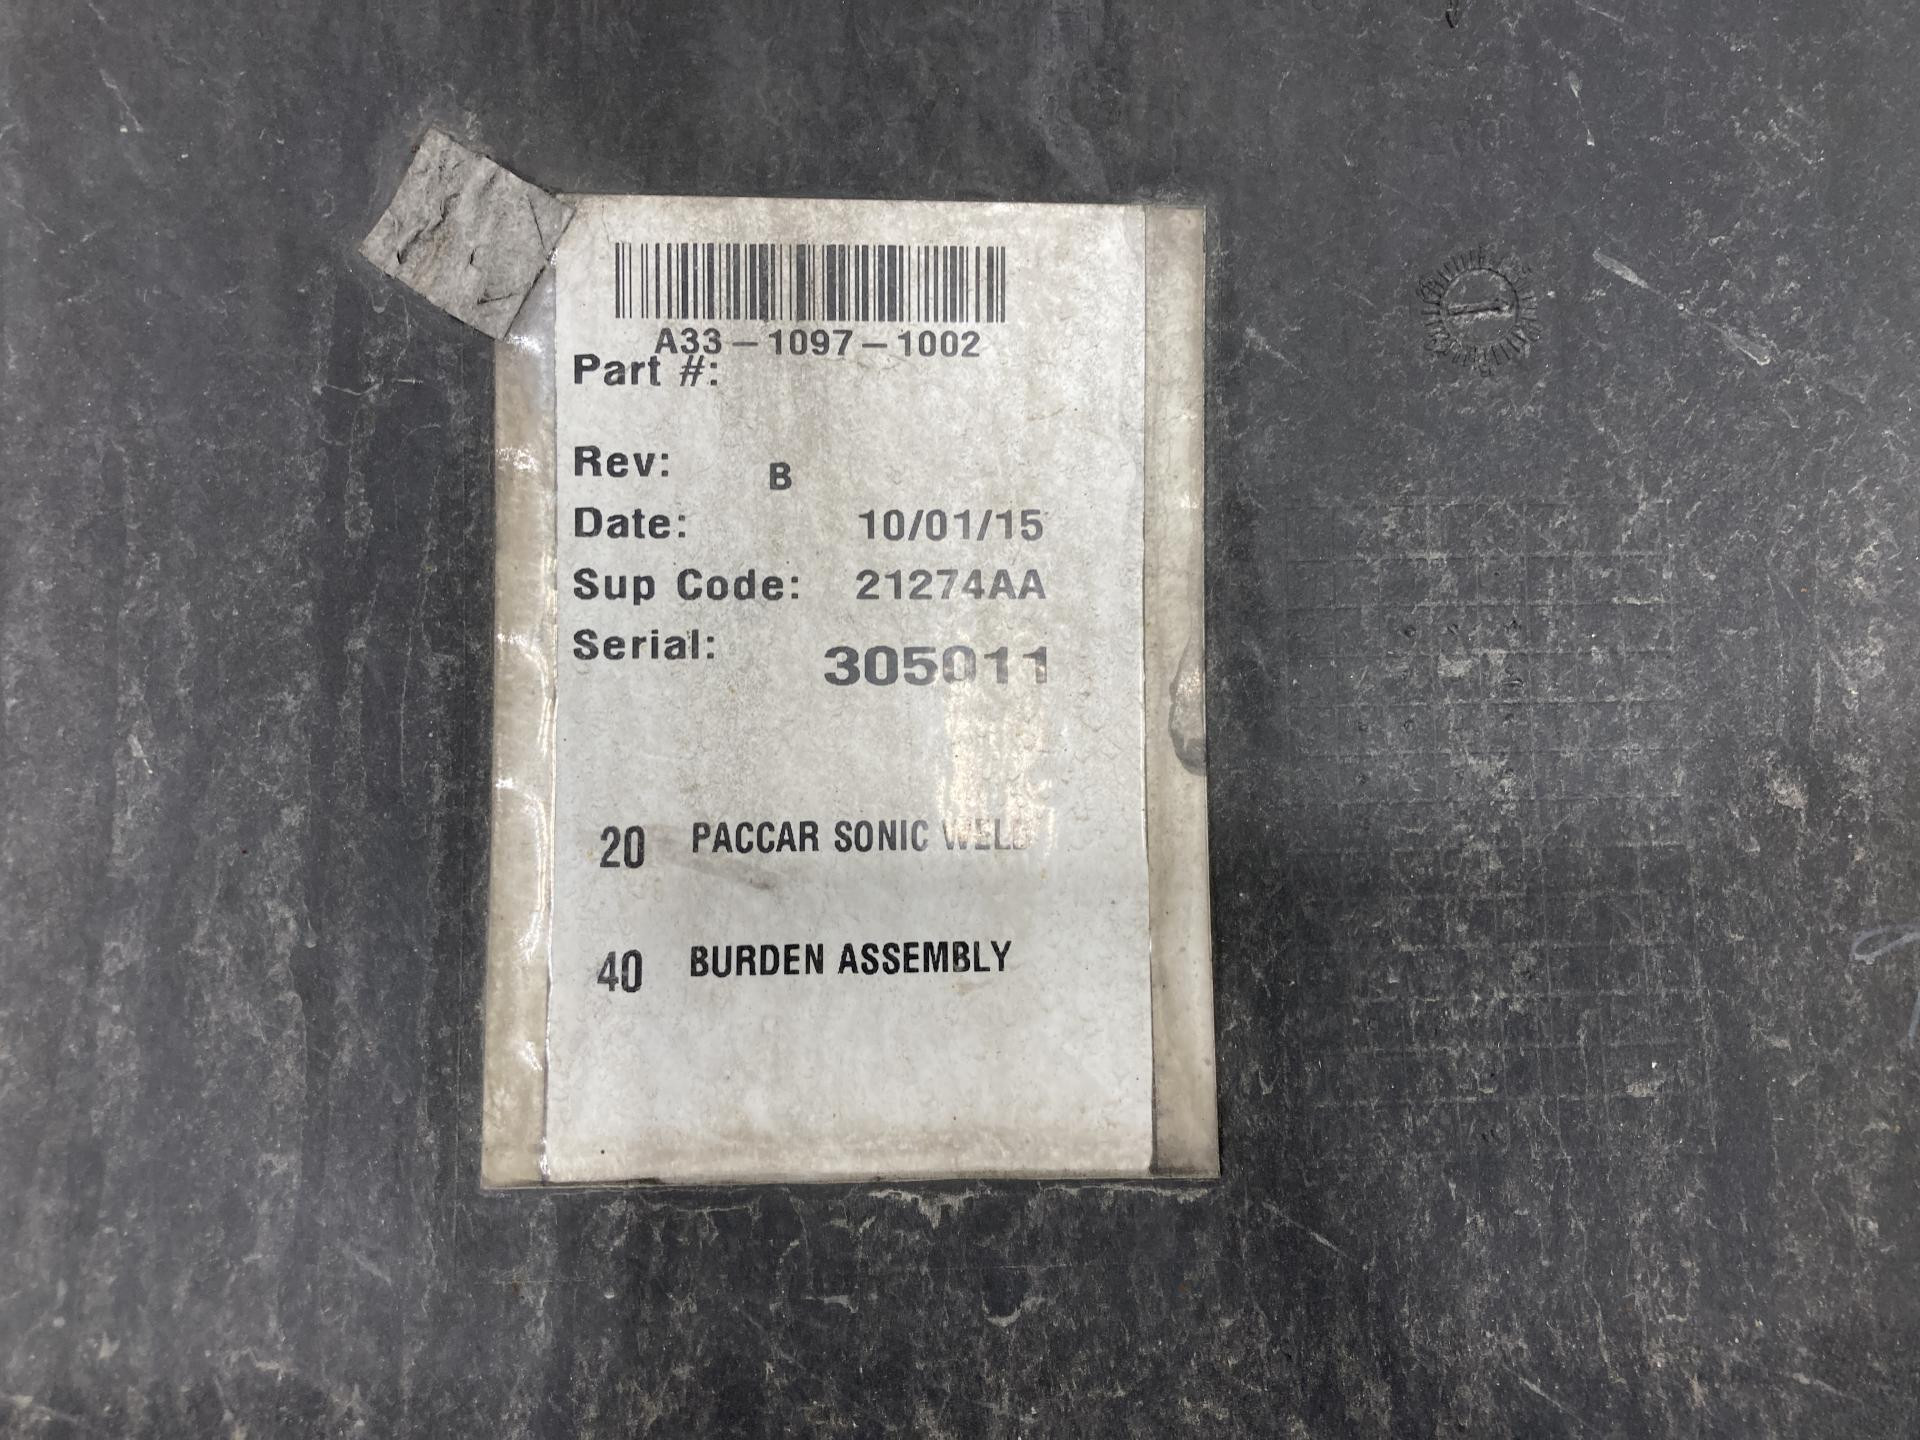 A33-1097-1002
Part #:
Rev: B
Date: 10/01/15
Sup Code: 21274AA
Serial: 305011
20 PACCAR SONIC WELD
40 BURDEN ASSEMBLY